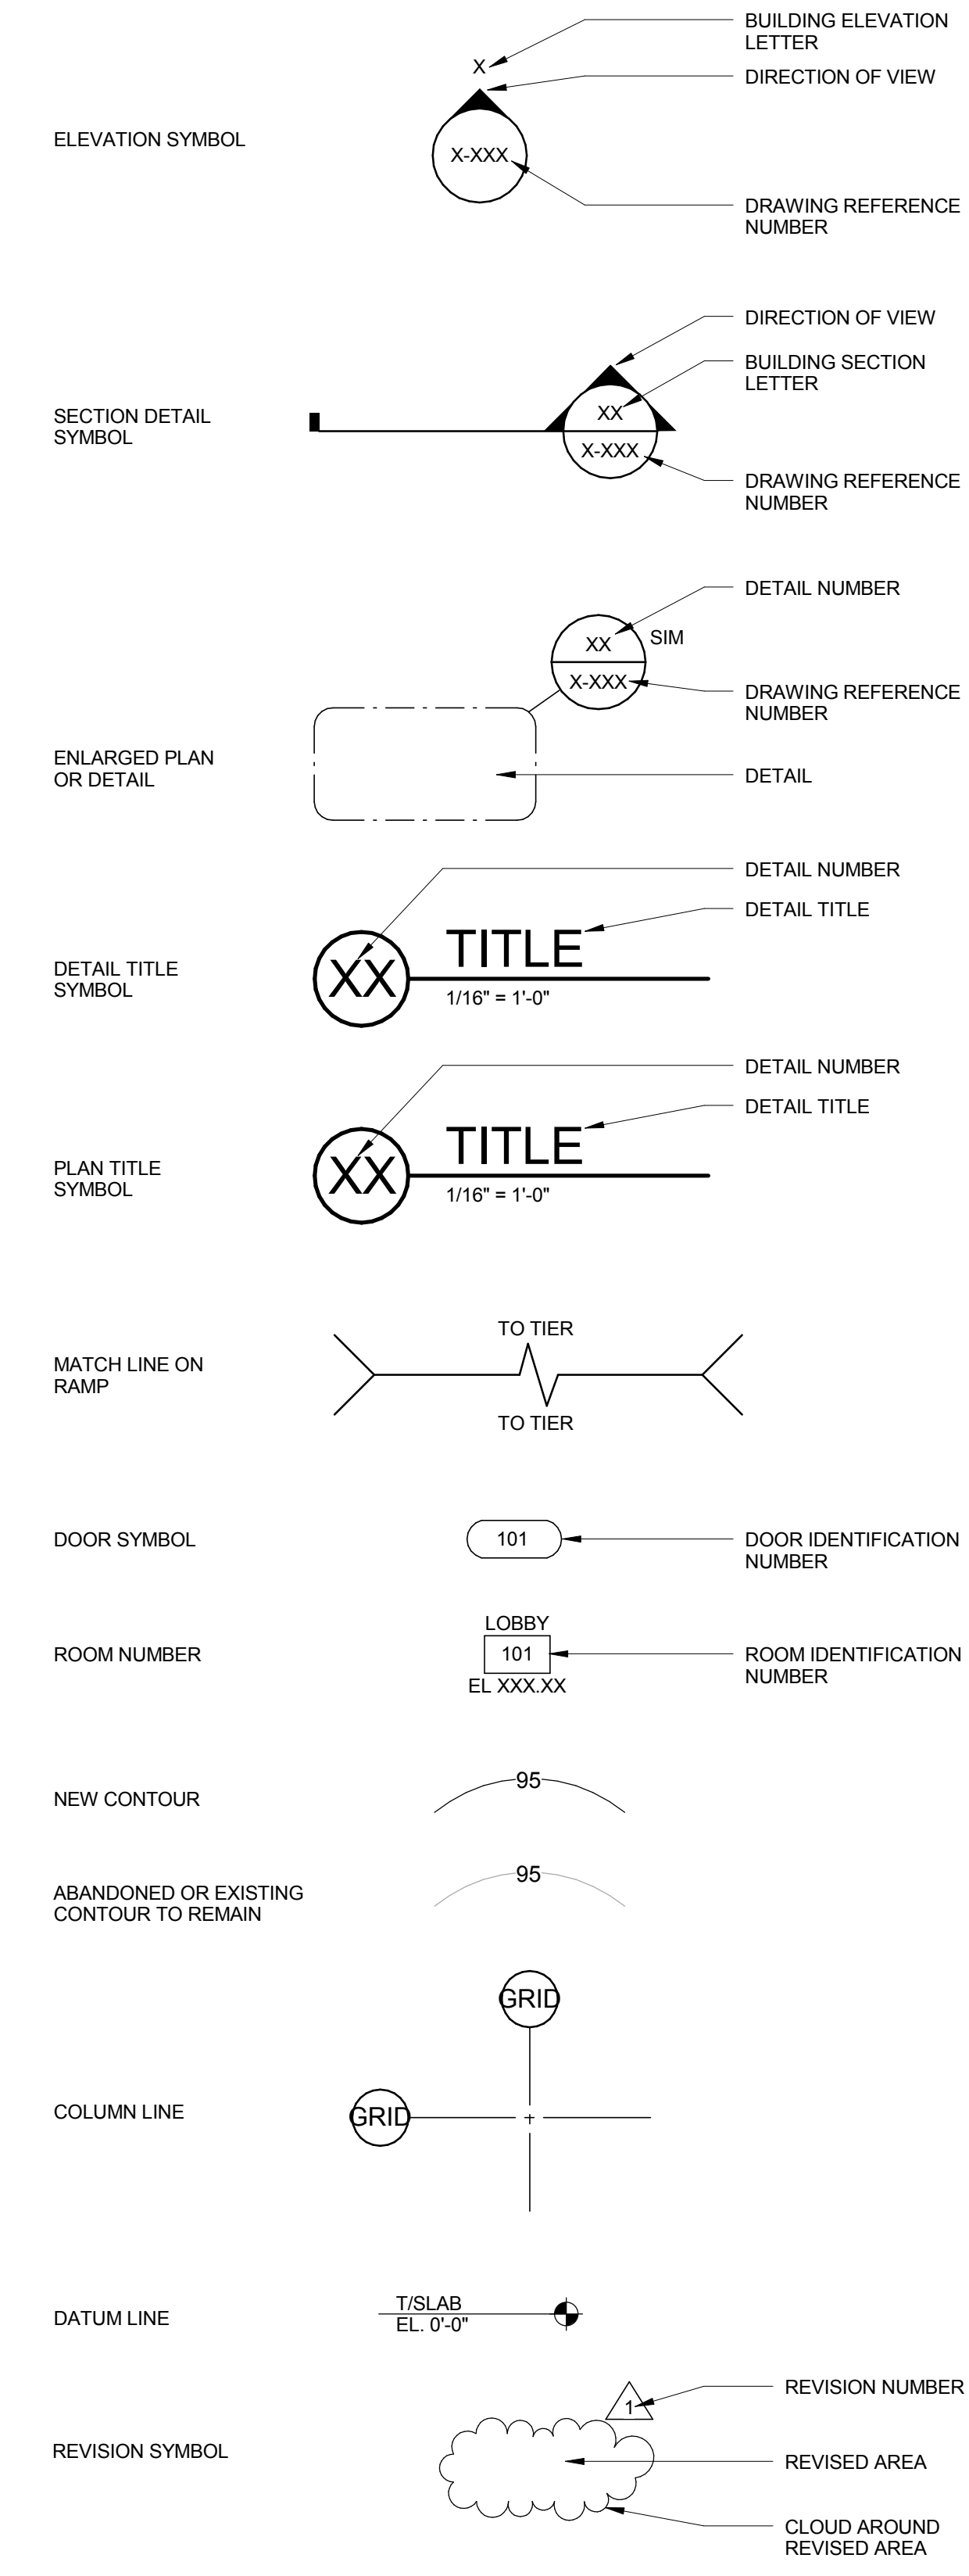 BUILDING ELEVATION
LETTER
X
DIRECTION OF VIEW
ELEVATION SYMBOL
X-XXX
DRAWING REFERENCE
NUMBER
DIRECTION OF VIEW
BUILDING SECTION
LETTER
SECTION DETAIL
SYMBOL
XX
X-XXX
DRAWING REFERENCE
NUMBER
DETAIL NUMBER
XX
SIM
X-XXX
DRAWING REFERENCE
NUMBER
ENLARGED PLAN
OR DETAIL
DETAIL
DETAIL NUMBER
DETAIL TITLE
DETAIL TITLE
SYMBOL
XX
TITLE
1/16" = 1'-0"
DETAIL NUMBER
DETAIL TITLE
PLAN TITLE
SYMBOL
XX
TITLE
1/16" = 1'-0"
TO TIER
MATCH LINE ON
RAMP
TO TIER
DOOR SYMBOL
101
DOOR IDENTIFICATION
NUMBER
LOBBY
ROOM NUMBER
101
ROOM IDENTIFICATION
NUMBER
EL XXX.XX
NEW CONTOUR
95
ABANDONED OR EXISTING
CONTOUR TO REMAIN
95
GRID
COLUMN LINE
GRID
DATUM LINE
T/SLAB
EL. 0'-0"
REVISION NUMBER
1
REVISION SYMBOL
REVISED AREA
CLOUD AROUND
REVISED AREA